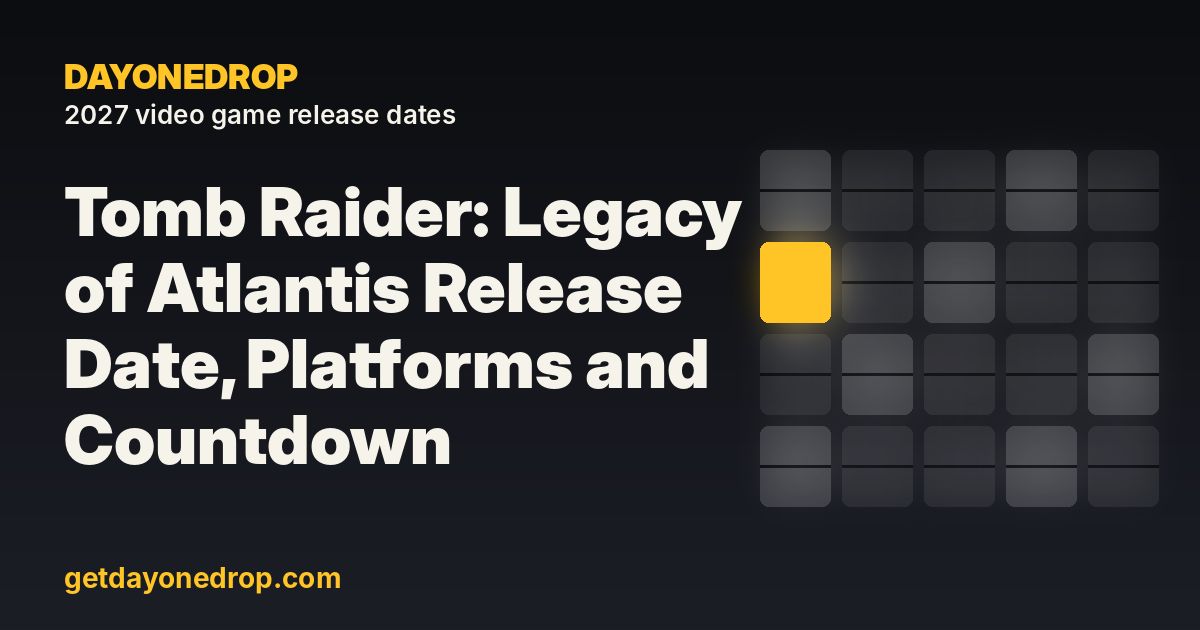 DAYONEDROP
2027 video game release dates
Tomb Raider: Legacy
of Atlantis Release
Date, Platforms and
Countdown
getdayonedrop.com